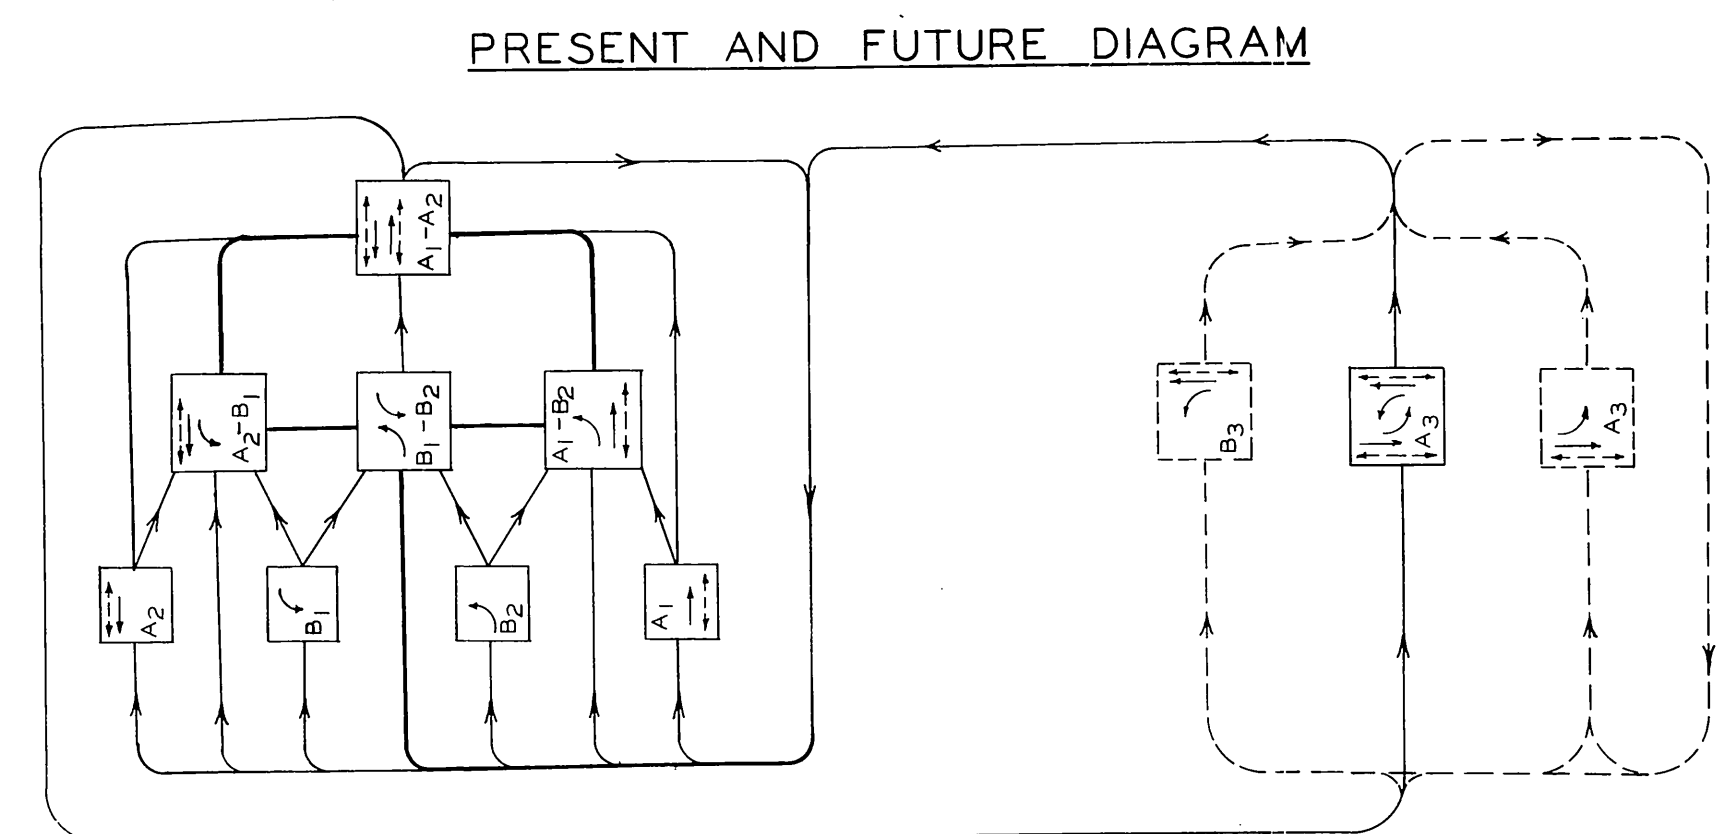 PRESENT AND FUTURE DIAGRAM
A1-A2
A2-B1
B1-B2
A1-B2
B3
A3
A3
A2
B1
B2
A1